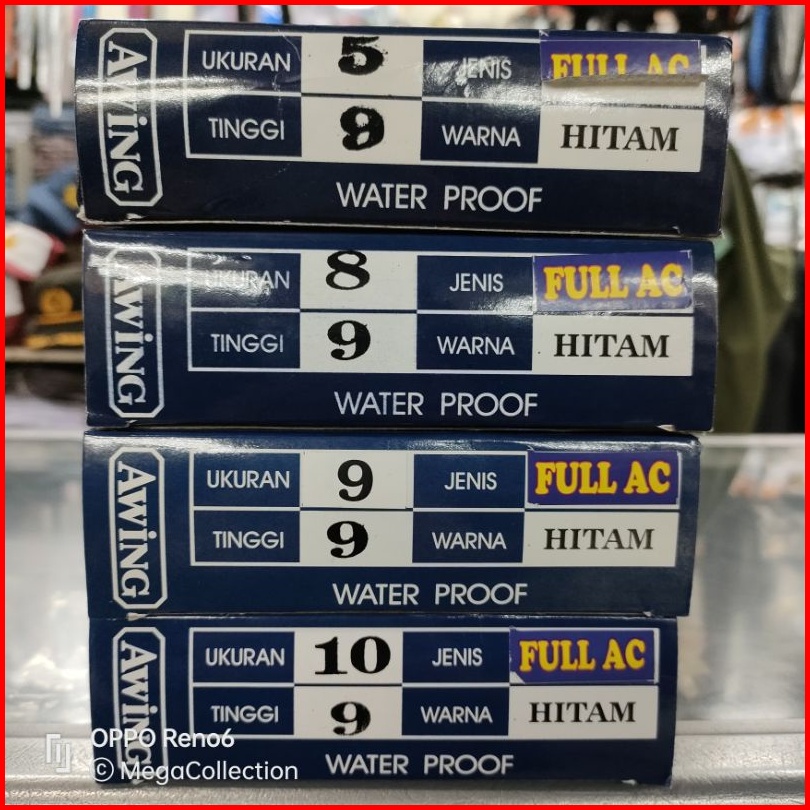 AWING
UKURAN 5 JENIS FULL AC
TINGGI 9 WARNA HITAM
WATER PROOF
AWING
UKURAN 8 JENIS FULL AC
TINGGI 9 WARNA HITAM
WATER PROOF
AWING
UKURAN 9 JENIS FULL AC
TINGGI 9 WARNA HITAM
WATER PROOF
AWING
UKURAN 10 JENIS FULL AC
TINGGI 9 WARNA HITAM
WATER PROOF
OPPO Reno6
© MegaCollection